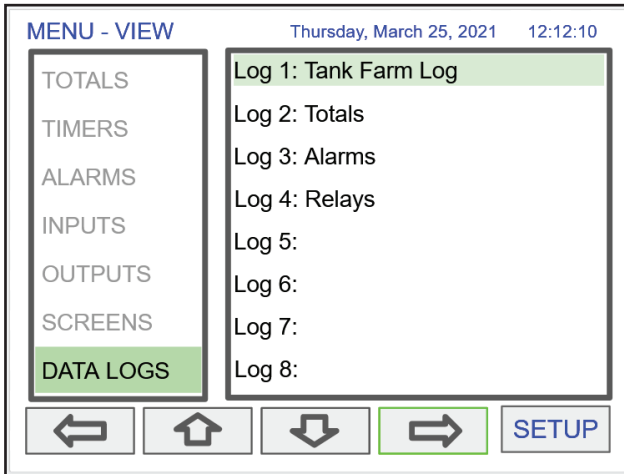 MENU - VIEW
Thursday, March 25, 2021 12:12:10
TOTALS
TIMERS
ALARMS
INPUTS
OUTPUTS
SCREENS
DATA LOGS
Log 1: Tank Farm Log
Log 2: Totals
Log 3: Alarms
Log 4: Relays
Log 5:
Log 6:
Log 7:
Log 8:
SETUP